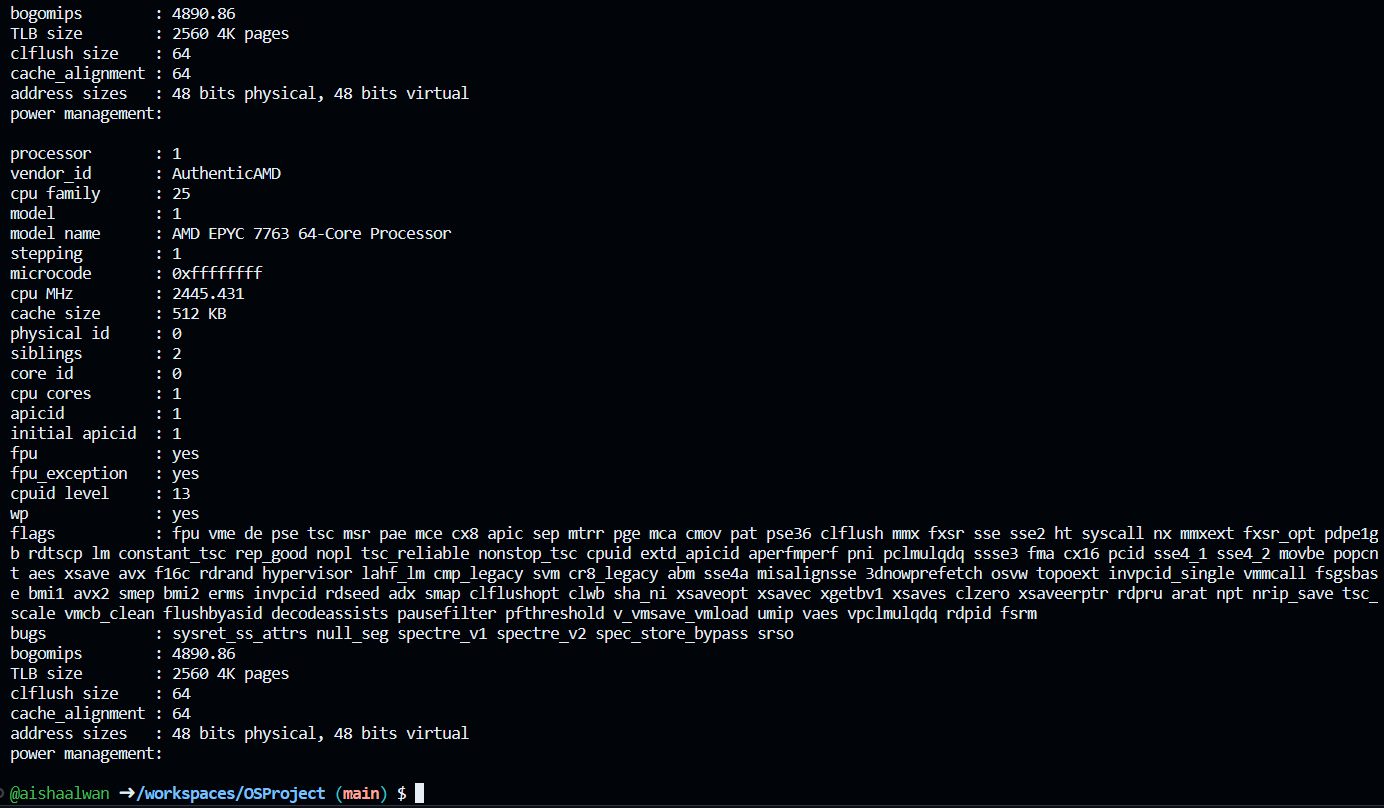 bogomips        : 4890.86
TLB size        : 2560 4K pages
clflush size    : 64
cache_alignment : 64
address sizes   : 48 bits physical, 48 bits virtual
power management:

processor       : 1
vendor_id       : AuthenticAMD
cpu family      : 25
model           : 1
model name      : AMD EPYC 7763 64-Core Processor
stepping        : 1
microcode       : 0xffffffff
cpu MHz         : 2445.431
cache size      : 512 KB
physical id     : 0
siblings        : 2
core id         : 0
cpu cores       : 1
apicid          : 1
initial apicid  : 1
fpu             : yes
fpu_exception   : yes
cpuid level     : 13
wp              : yes
flags           : fpu vme de pse tsc msr pae mce cx8 apic sep mtrr pge mca cmov pat pse36 clflush mmx fxsr sse sse2 ht syscall nx mmxext fxsr_opt pdpe1g
b rdtscp lm constant_tsc rep_good nopl tsc_reliable nonstop_tsc cpuid extd_apicid aperfmperf pni pclmulqdq ssse3 fma cx16 pcid sse4_1 sse4_2 movbe popcn
t aes xsave avx f16c rdrand hypervisor lahf_lm cmp_legacy svm cr8_legacy abm sse4a misalignsse 3dnowprefetch osvw topoext invpcid_single vmmcall fsgsbas
e bmi1 avx2 smep bmi2 erms invpcid rdseed adx smap clflushopt clwb sha_ni xsaveopt xsavec xgetbv1 xsaves clzero xsaveerptr rdpru arat npt nrip_save tsc_
scale vmcb_clean flushbyasid decodeassists pausefilter pfthreshold v_vmsave_vmload umip vaes vpclmulqdq rdpid fsrm
bugs            : sysret_ss_attrs null_seg spectre_v1 spectre_v2 spec_store_bypass srso
bogomips        : 4890.86
TLB size        : 2560 4K pages
clflush size    : 64
cache_alignment : 64
address sizes   : 48 bits physical, 48 bits virtual
power management:

@aishaalwan ➜/workspaces/OSProject (main) $